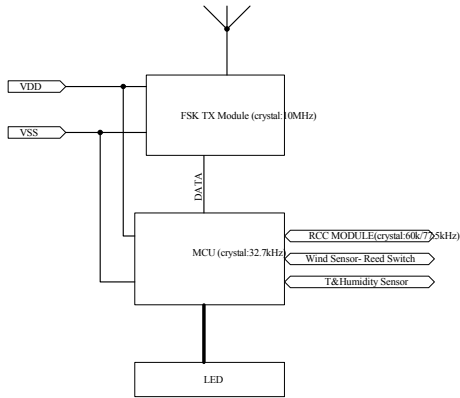 VDD
FSK TX Module (crystal:10MHz)
VSS
DATA
RCC MODULE(crystal:60k/77.5kHz)
MCU (crystal:32.7kHz)
Wind Sensor- Reed Switch
T&Humidity Sensor
LED